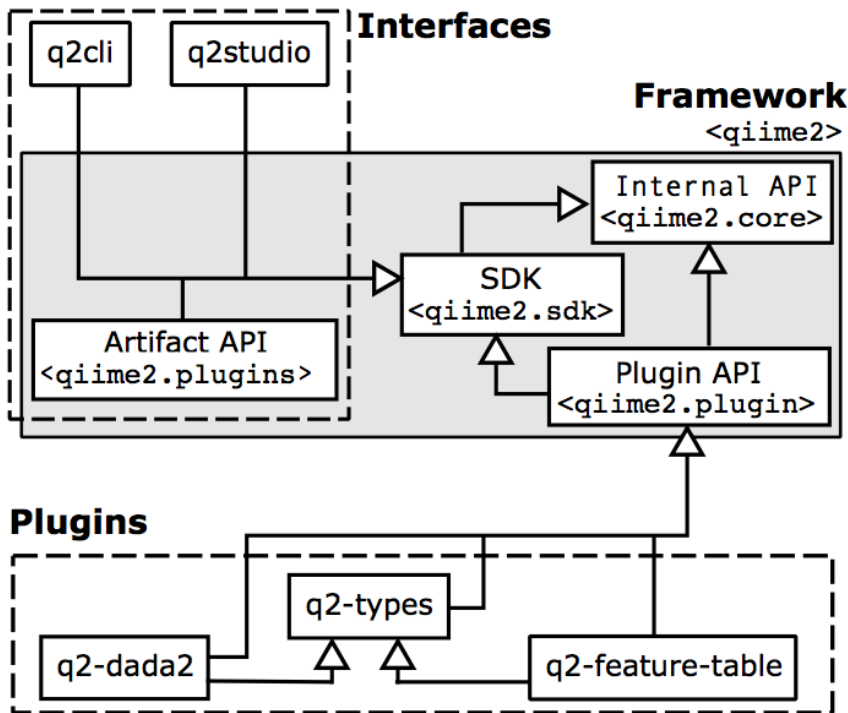 Interfaces
q2cli
q2studio
Framework
<qiime2>
Internal API
<qiime2.core>
SDK
<qiime2.sdk>
Artifact API
<qiime2.plugins>
Plugin API
<qiime2.plugin>
Plugins
q2-types
q2-dada2
q2-feature-table